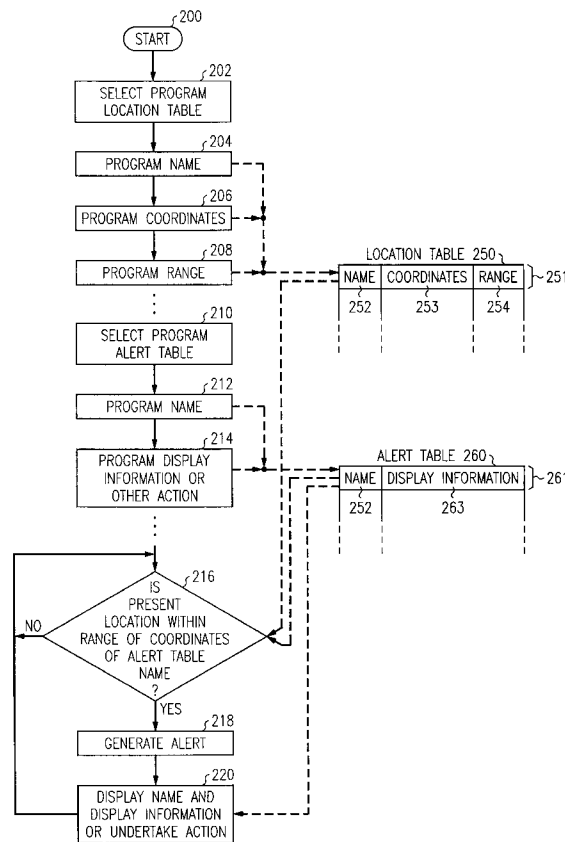 200
START
202
SELECT PROGRAM
LOCATION TABLE
204
PROGRAM NAME
206
PROGRAM COORDINATES
208
PROGRAM RANGE
LOCATION TABLE 250
NAME COORDINATES RANGE 251
252 253 254
210
SELECT PROGRAM
ALERT TABLE
212
PROGRAM NAME
214
PROGRAM DISPLAY
INFORMATION OR
OTHER ACTION
ALERT TABLE 260
NAME DISPLAY INFORMATION 261
252 263
216
IS
PRESENT
LOCATION WITHIN
RANGE OF COORDINATES
OF ALERT TABLE
NAME
?
NO
YES
218
GENERATE ALERT
220
DISPLAY NAME AND
DISPLAY INFORMATION
OR UNDERTAKE ACTION